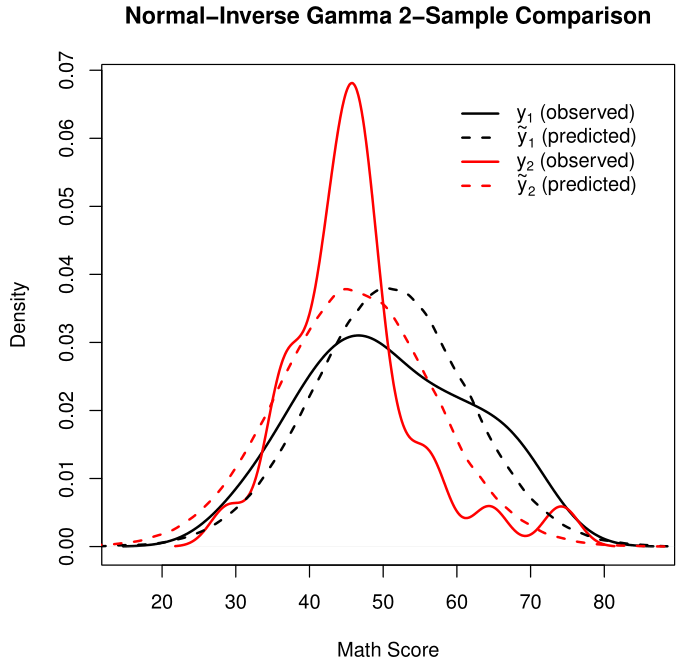 Normal−Inverse Gamma 2−Sample Comparison
y₁ (observed)
ỹ₁ (predicted)
y₂ (observed)
ỹ₂ (predicted)
Density
0.07
0.06
0.05
0.04
0.03
0.02
0.01
0.00
20 30 40 50 60 70 80
Math Score